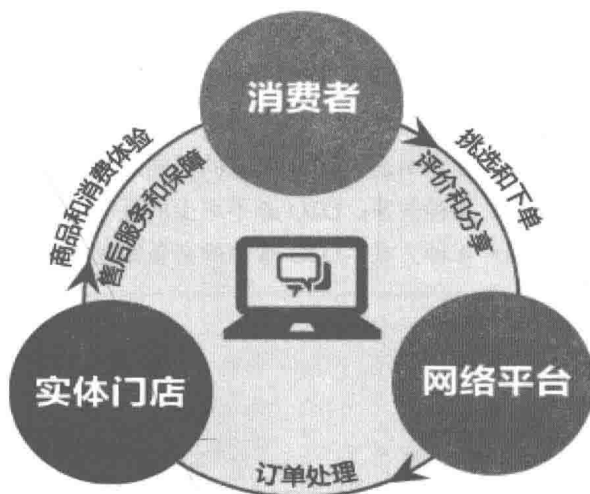 消费者
商品和消费体验
售后服务和保障
挑选和下单
评价和分享
实体门店
网络平台
订单处理